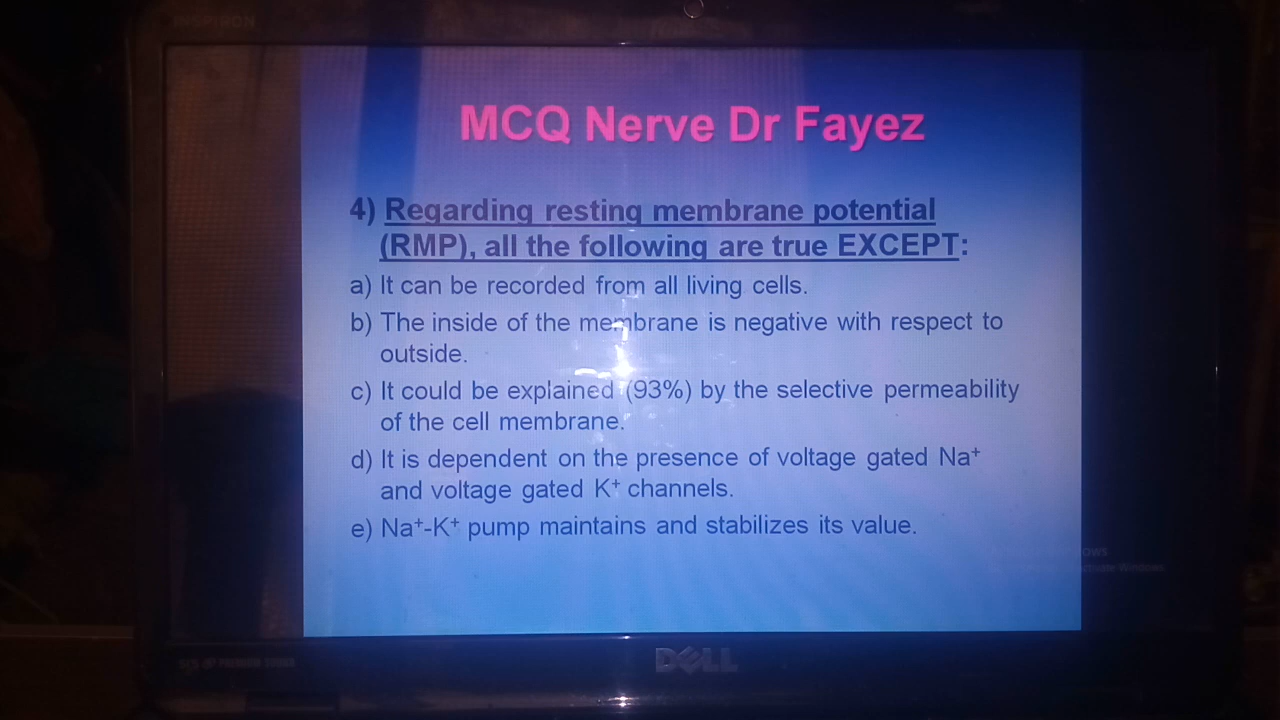 INSPIRON
MCQ Nerve Dr Fayez
4) Regarding resting membrane potential
(RMP), all the following are true EXCEPT:
a) It can be recorded from all living cells.
b) The inside of the membrane is negative with respect to
outside.
c) It could be explained (93%) by the selective permeability
of the cell membrane.
d) It is dependent on the presence of voltage gated Na⁺
and voltage gated K⁺ channels.
e) Na⁺-K⁺ pump maintains and stabilizes its value.
Windows
DELL